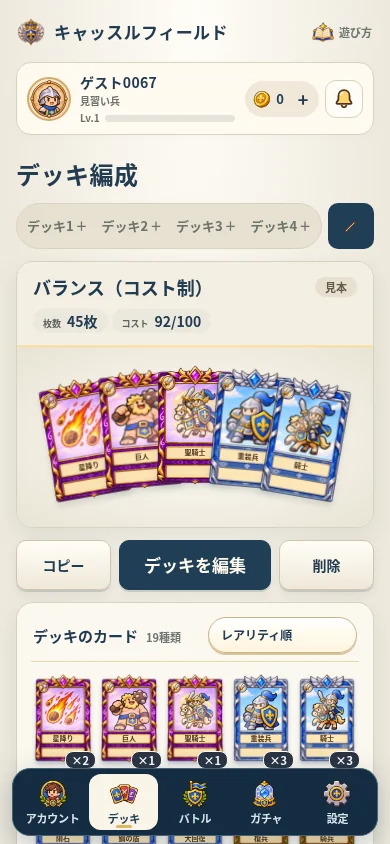 キャッスルフィールド
遊び方
ゲスト0067
見習い兵
Lv.1
0 +
デッキ編成
デッキ1＋ デッキ2＋ デッキ3＋ デッキ4＋
バランス（コスト制）
見本
枚数 45枚 コスト 92/100
星降り 巨人 聖騎士 重装兵 騎士
コピー デッキを編集 削除
デッキのカード 19種類 レアリティ順
星降り 巨人 聖騎士 重装兵 騎士
×2 ×1 ×1 ×3 ×3
アカウント デッキ バトル ガチャ 設定